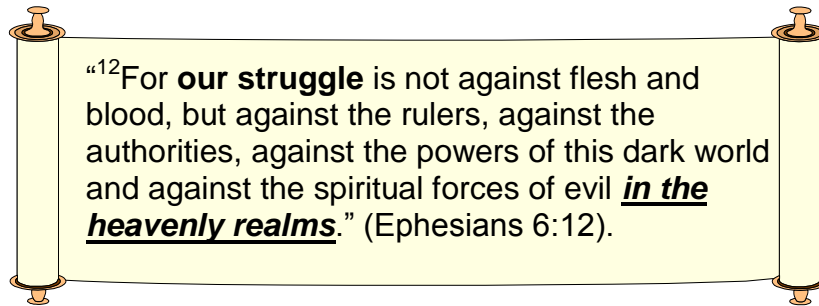 “¹²For our struggle is not against flesh and
blood, but against the rulers, against the
authorities, against the powers of this dark world
and against the spiritual forces of evil in the
heavenly realms.” (Ephesians 6:12).